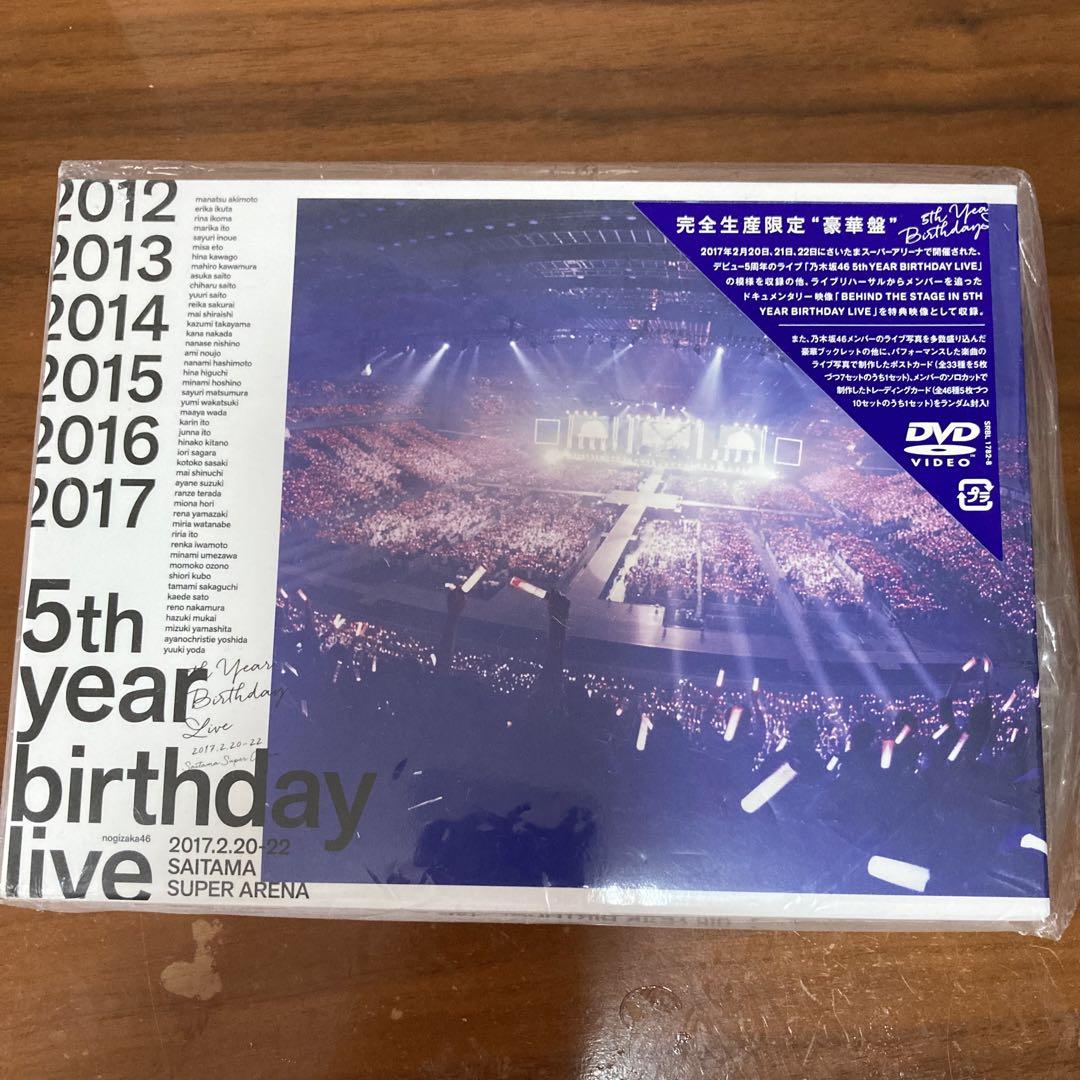 2012
2013
2014
2015
2016
2017
manatsu akimoto
erika ikuta
rina ikoma
marika ito
sayuri inoue
misa eto
hina kawago
mahiro kawamura
asuka saito
chiharu saito
yuuri saito
reika sakurai
mai shiraishi
kazumi takayama
kana nakada
nanase nishino
ami noujo
nanami hashimoto
hina higuchi
minami hoshino
sayuri matsumura
yumi wakatsuki
maaya wada
karin ito
junna ito
hinako kitano
iori sagara
kotoko sasaki
mai shinuchi
ayane suzuki
ranze terada
miona hori
rena yamazaki
miria watanabe
riria ito
renka iwamoto
minami umezawa
momoko ozono
shiori kubo
tamami sakaguchi
kaede sato
reno nakamura
hazuki mukai
mizuki yamashita
ayanochristie yoshida
yuuki yoda
5th
year
birthday
live
th Year
Birthday
Live
2017.2.20-22
Saitama Super
nogizaka46
2017.2.20-22
SAITAMA
SUPER ARENA
完全生産限定“豪華盤”
5th Year
Birthday
2017年2月20日、21日、22日にさいたまスーパーアリーナで開催された、
デビュー5周年のライブ「乃木坂46 5th YEAR BIRTHDAY LIVE」
の模様を収録の他、ライブリハーサルからメンバーを追った
ドキュメンタリー映像「BEHIND THE STAGE IN 5TH
YEAR BIRTHDAY LIVE」を特典映像として収録。
また、乃木坂46メンバーのライブ写真を多数盛り込んだ
豪華ブックレットの他に、パフォーマンスした楽曲の
ライブ写真で制作したポストカード(全33種を5枚
づつ7セットのうち1セット)、メンバーのソロカットで
制作したトレーディングカード(全46種5枚づつ
10セットのうち1セット)をランダム封入!
DVD
VIDEO
SRBL 1782-8
プラ